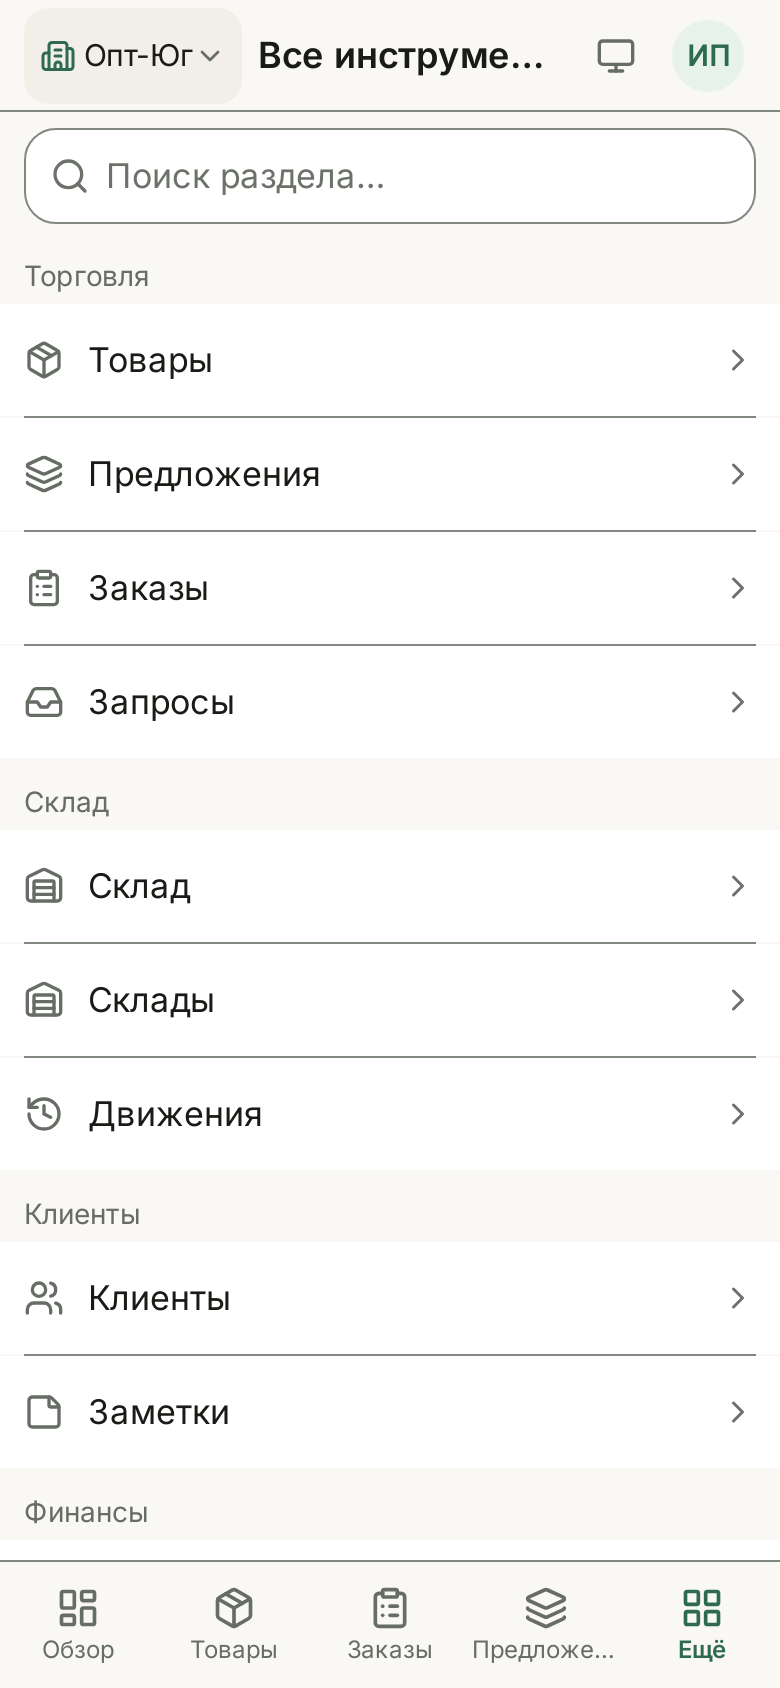 Опт-Юг
Все инструме...
ИП
Поиск раздела...
Торговля
Товары
Предложения
Заказы
Запросы
Склад
Склад
Склады
Движения
Клиенты
Клиенты
Заметки
Финансы
Обзор
Товары
Заказы
Предложе...
Ещё